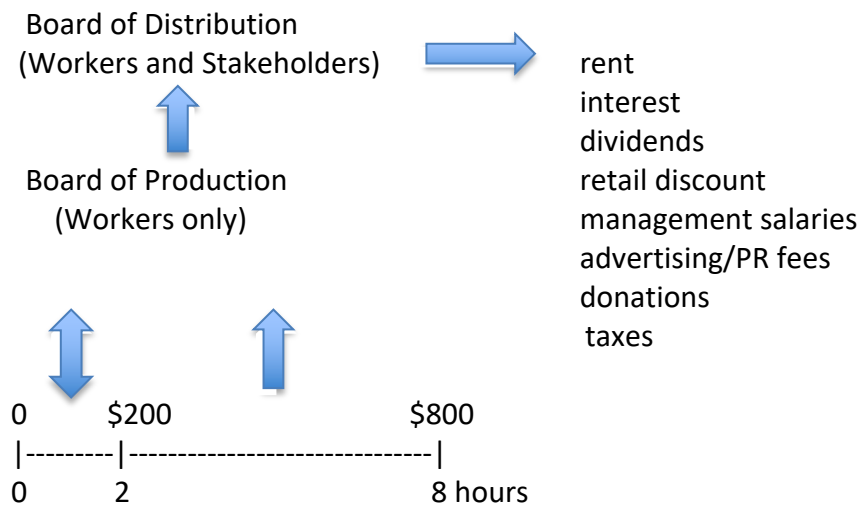 Board of Distribution
(Workers and Stakeholders)
rent
interest
dividends
retail discount
management salaries
advertising/PR fees
donations
taxes
Board of Production
(Workers only)
0 $200 $800
|---------|-------------------------------|
0 2 8 hours